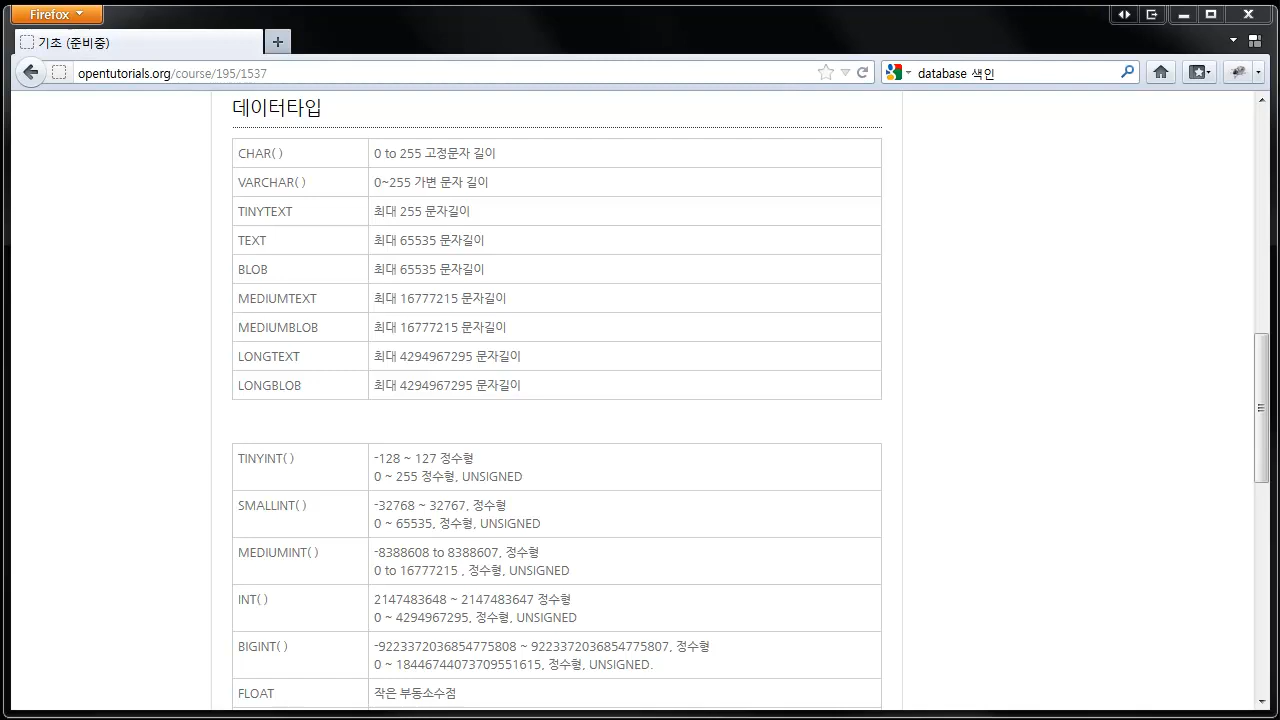 Firefox
기초 (준비중)
opentutorials.org/course/195/1537
database 색인
데이터타입
CHAR( ) 0 to 255 고정문자 길이
VARCHAR( ) 0~255 가변 문자 길이
TINYTEXT 최대 255 문자길이
TEXT 최대 65535 문자길이
BLOB 최대 65535 문자길이
MEDIUMTEXT 최대 16777215 문자길이
MEDIUMBLOB 최대 16777215 문자길이
LONGTEXT 최대 4294967295 문자길이
LONGBLOB 최대 4294967295 문자길이
TINYINT( ) -128 ~ 127 정수형
0 ~ 255 정수형, UNSIGNED
SMALLINT( ) -32768 ~ 32767, 정수형
0 ~ 65535, 정수형, UNSIGNED
MEDIUMINT( ) -8388608 to 8388607, 정수형
0 to 16777215 , 정수형, UNSIGNED
INT( ) 2147483648 ~ 2147483647 정수형
0 ~ 4294967295, 정수형, UNSIGNED
BIGINT( ) -9223372036854775808 ~ 9223372036854775807, 정수형
0 ~ 18446744073709551615, 정수형, UNSIGNED.
FLOAT 작은 부동소수점